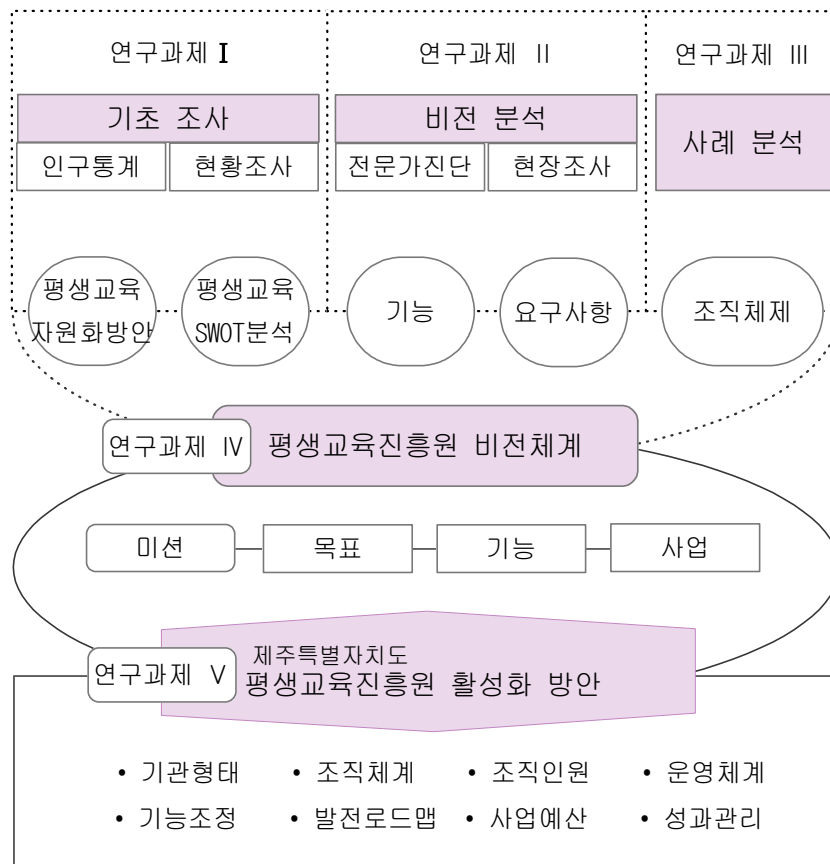 연구과제 Ⅰ
연구과제 Ⅱ
연구과제 Ⅲ
기초 조사
비전 분석
사례 분석
인구통계
현황조사
전문가진단
현장조사
평생교육
자원화방안
평생교육
SWOT분석
기능
요구사항
조직체제
연구과제 Ⅳ
평생교육진흥원 비전체계
미션
목표
기능
사업
연구과제 Ⅴ
제주특별자치도
평생교육진흥원 활성화 방안
• 기관형태
• 조직체계
• 조직인원
• 운영체계
• 기능조정
• 발전로드맵
• 사업예산
• 성과관리